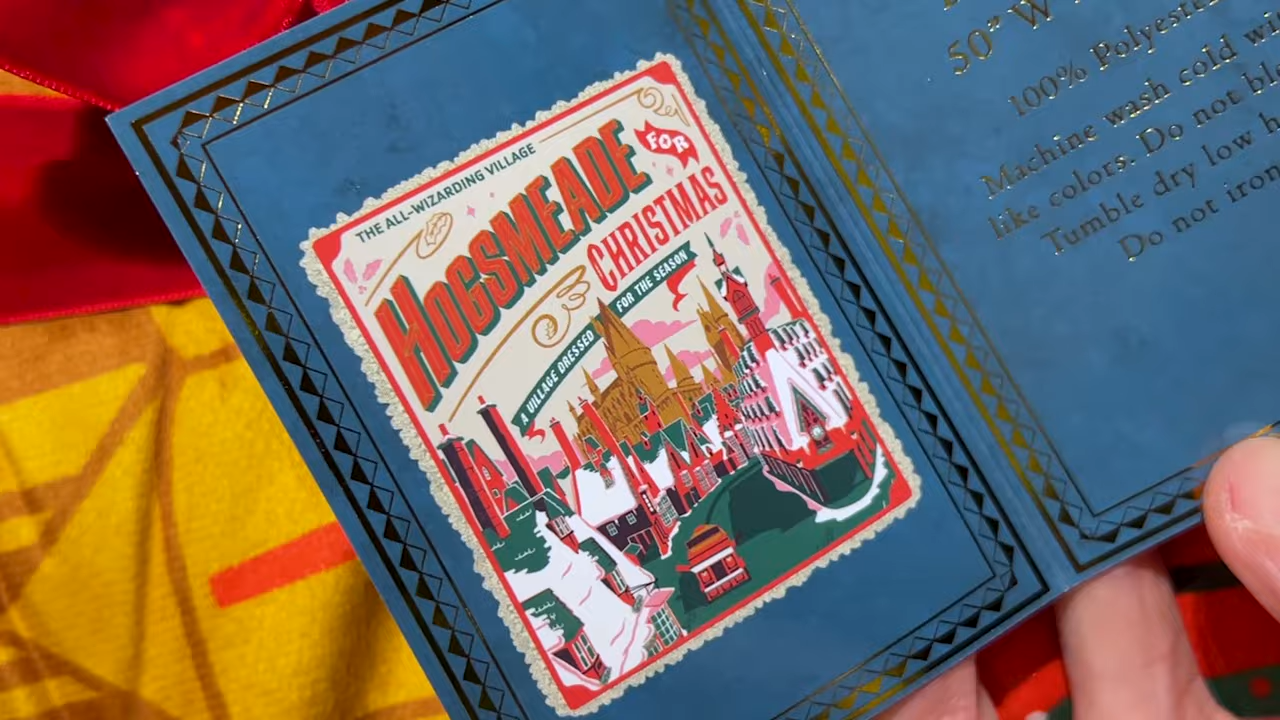 THE ALL-WIZARDING VILLAGE
HOGSMEADE
FOR
CHRISTMAS
A VILLAGE DRESSED FOR THE SEASON
50" W
100% Polyester
Machine wash cold
like colors. Do not
Tumble dry low
Do not iron